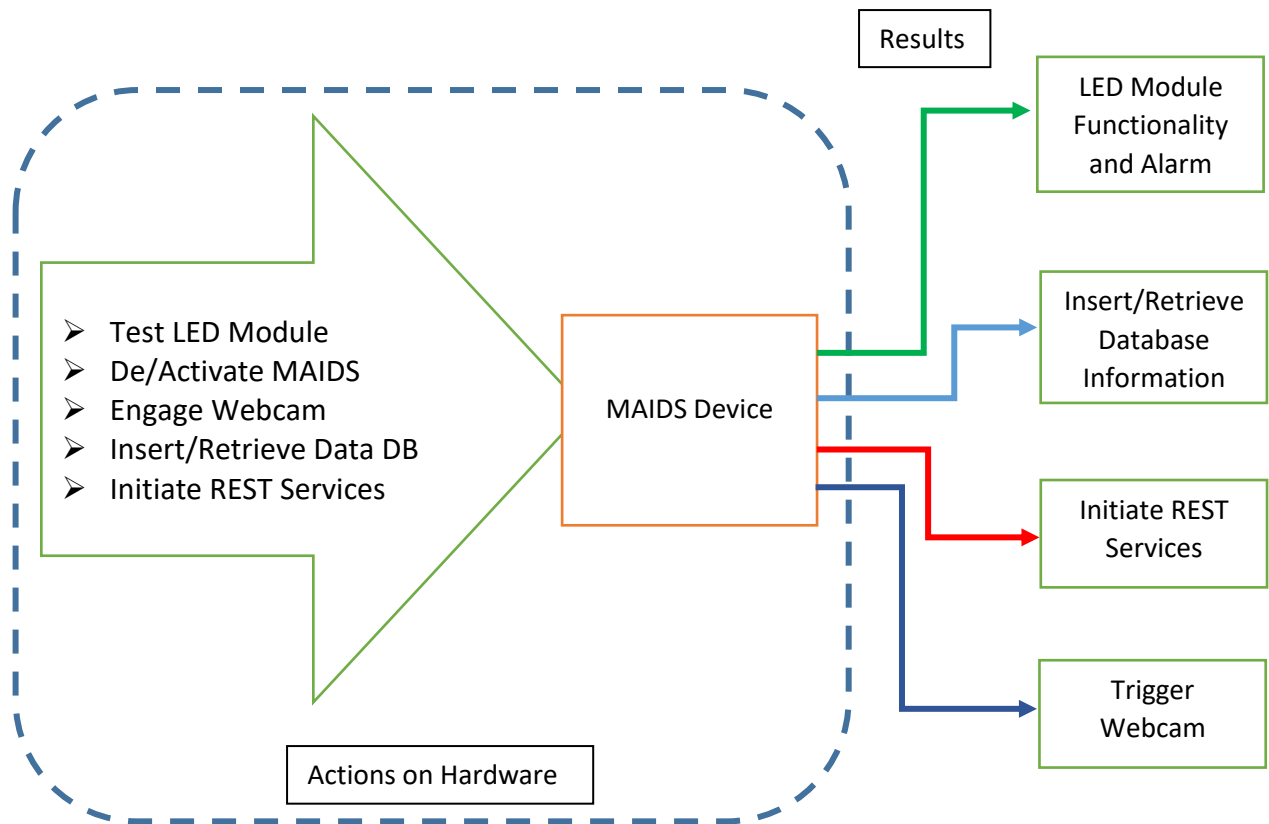 Results
LED Module
Functionality
and Alarm
Test LED Module
De/Activate MAIDS
Engage Webcam
Insert/Retrieve Data DB
Initiate REST Services
MAIDS Device
Insert/Retrieve
Database
Information
Initiate REST
Services
Trigger
Webcam
Actions on Hardware